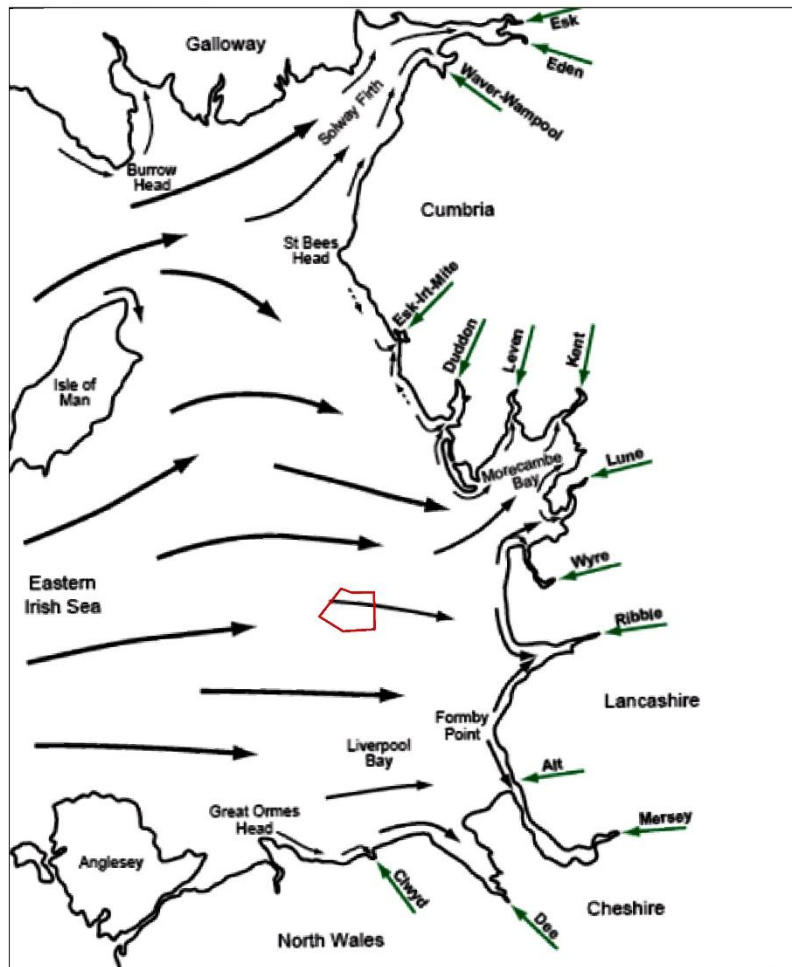 Esk
Galloway
Eden
Waver-Wampool
Solway Firth
Burrow
Head
Cumbria
St Bees
Head
Esk-Irt-Mite
Duddon
Leven
Kent
Isle of
Man
Morecambe
Bay
Lune
Wyre
Eastern
Irish Sea
Ribble
Lancashire
Formby
Point
Liverpool
Bay
Alt
Great Ormes
Head
Mersey
Anglesey
Clwyd
Cheshire
Dee
North Wales